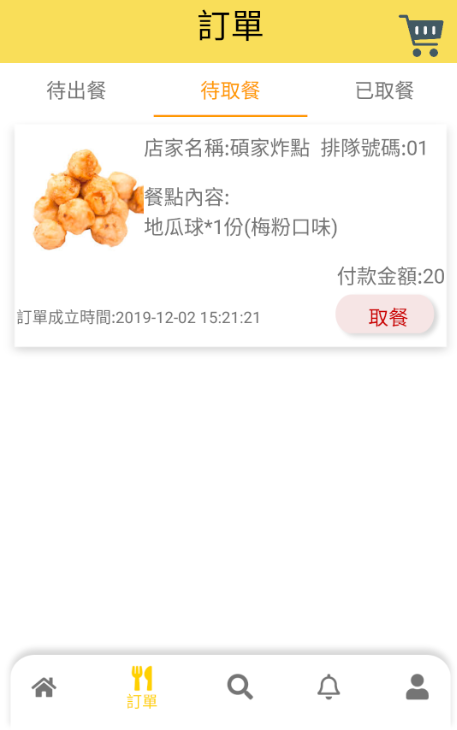 訂單
待出餐 待取餐 已取餐
店家名稱:碩家炸點 排隊號碼:01
餐點內容:
地瓜球*1份(梅粉口味)
付款金額:20
訂單成立時間:2019-12-02 15:21:21
取餐
訂單